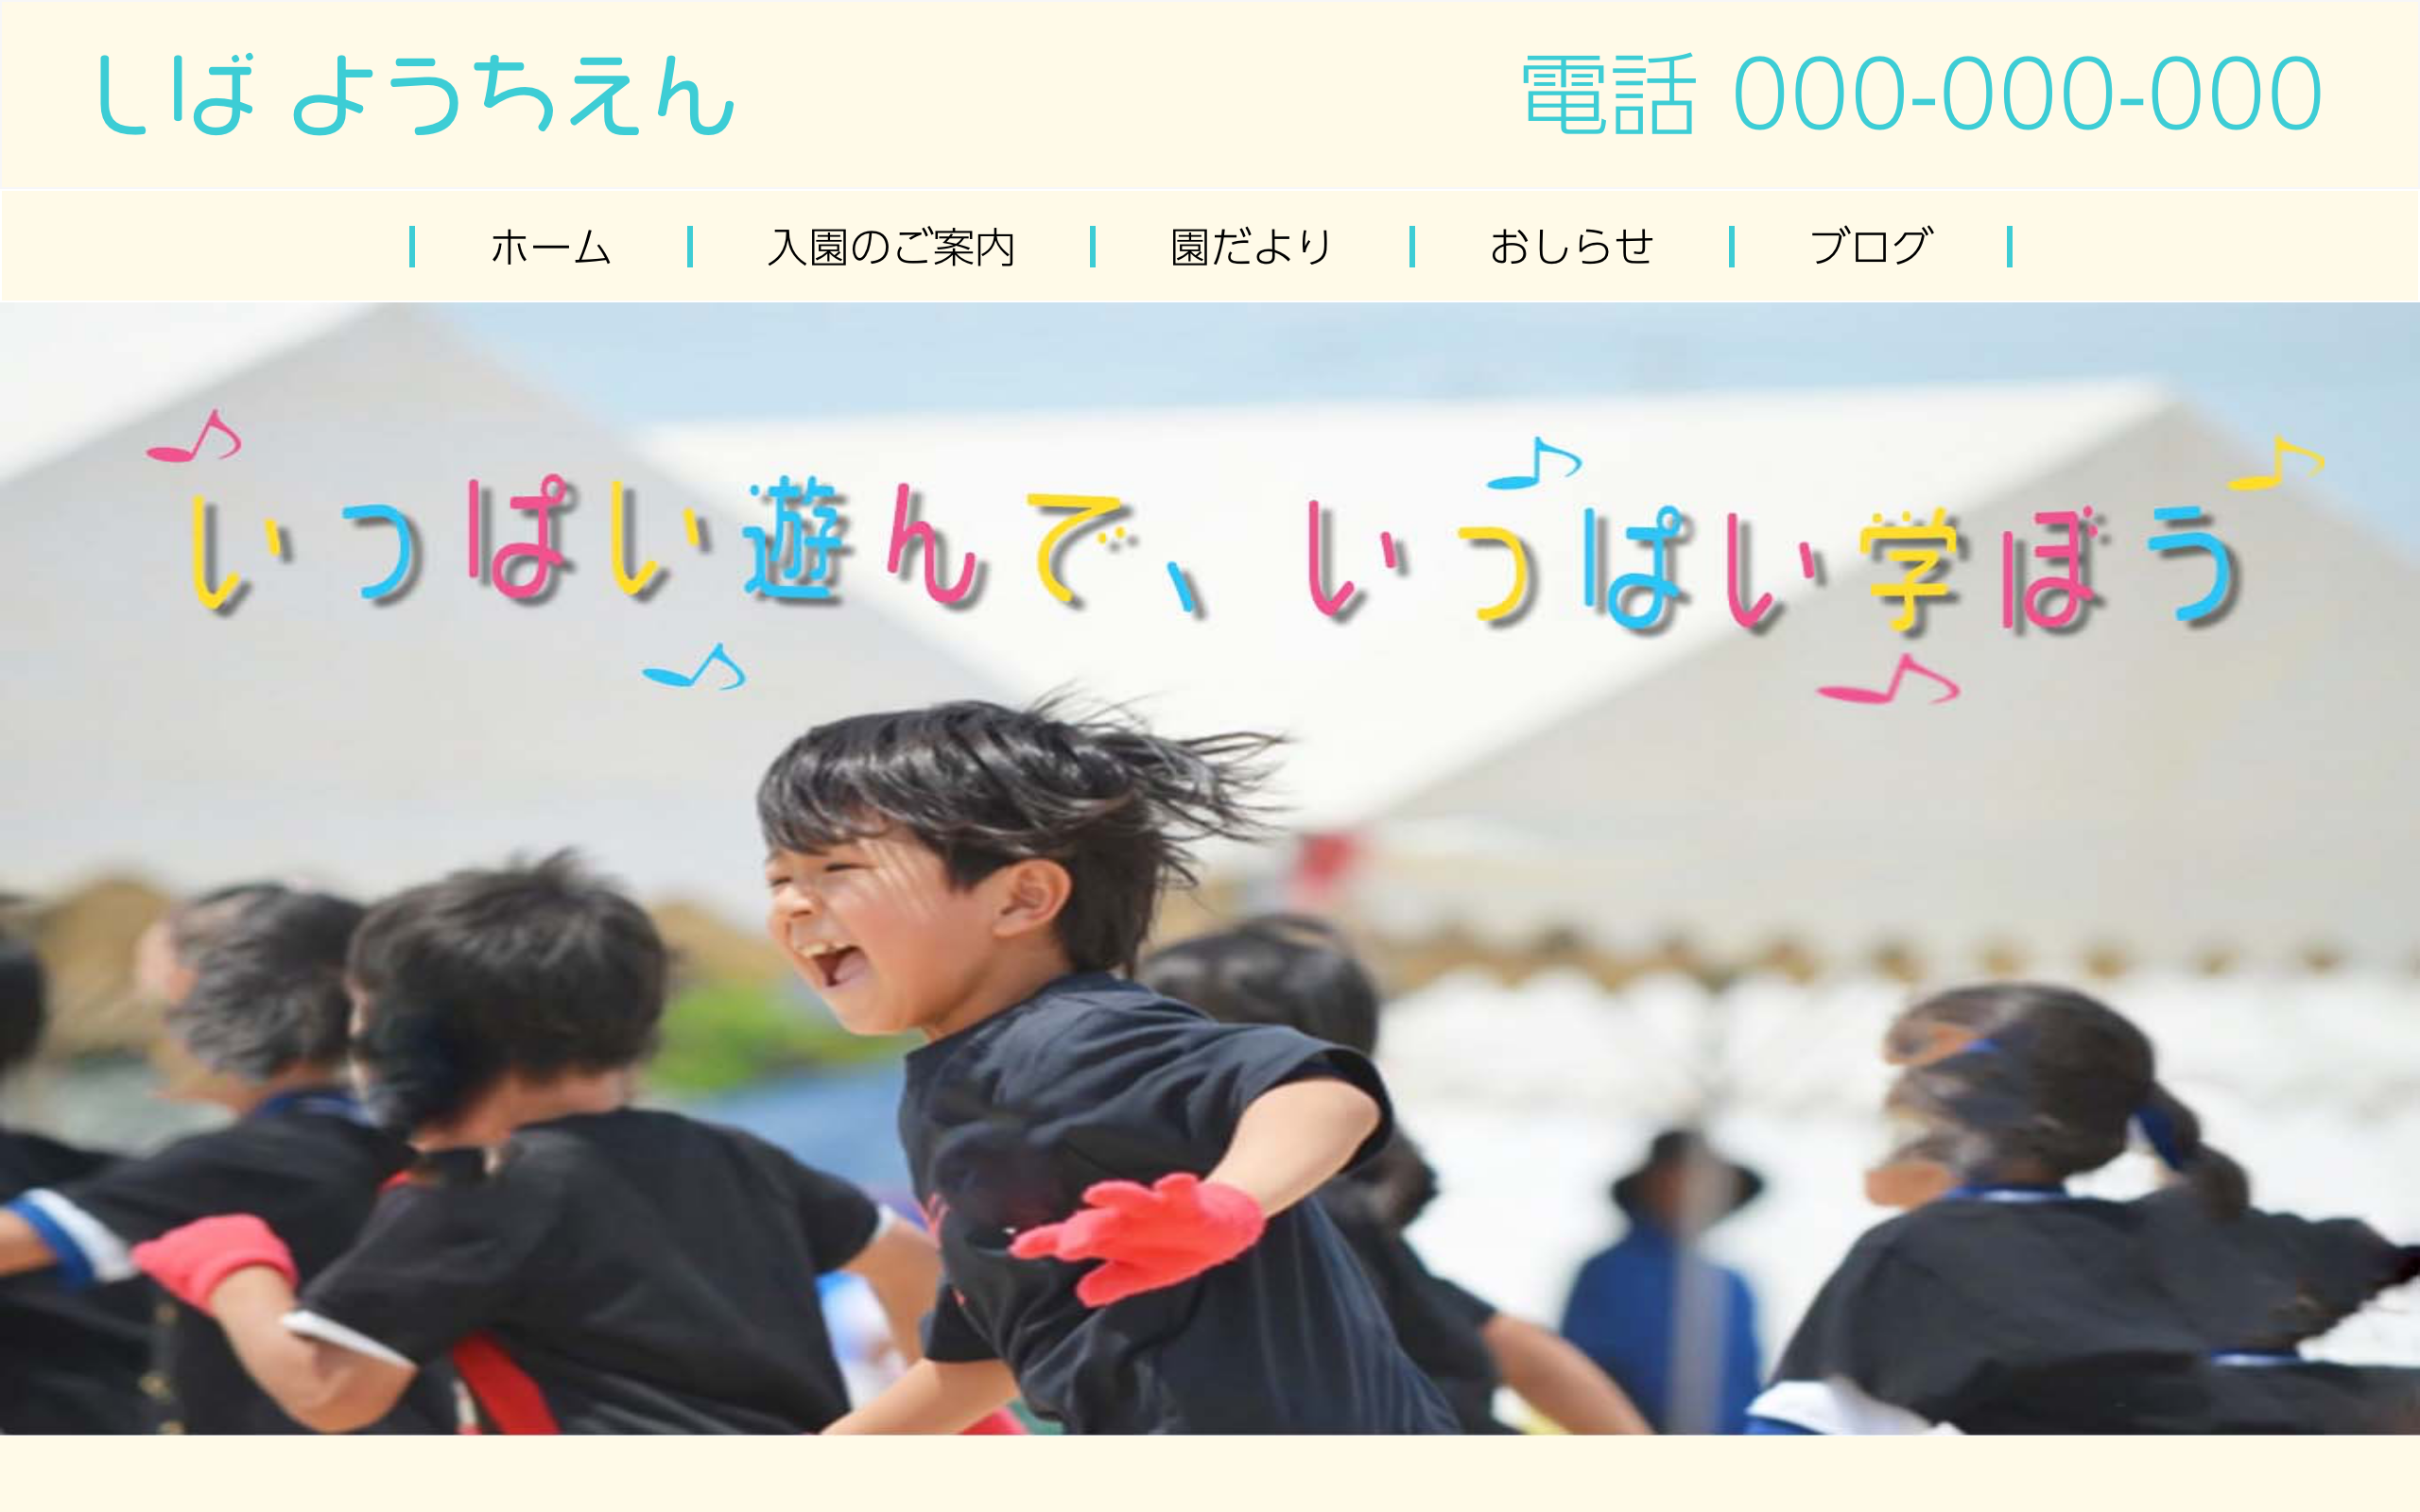 しば ようちえん
電話 000-000-000
ホーム | 入園のご案内 | 園だより | おしらせ | ブログ
いっぱい遊んで、いっぱい学ぼう